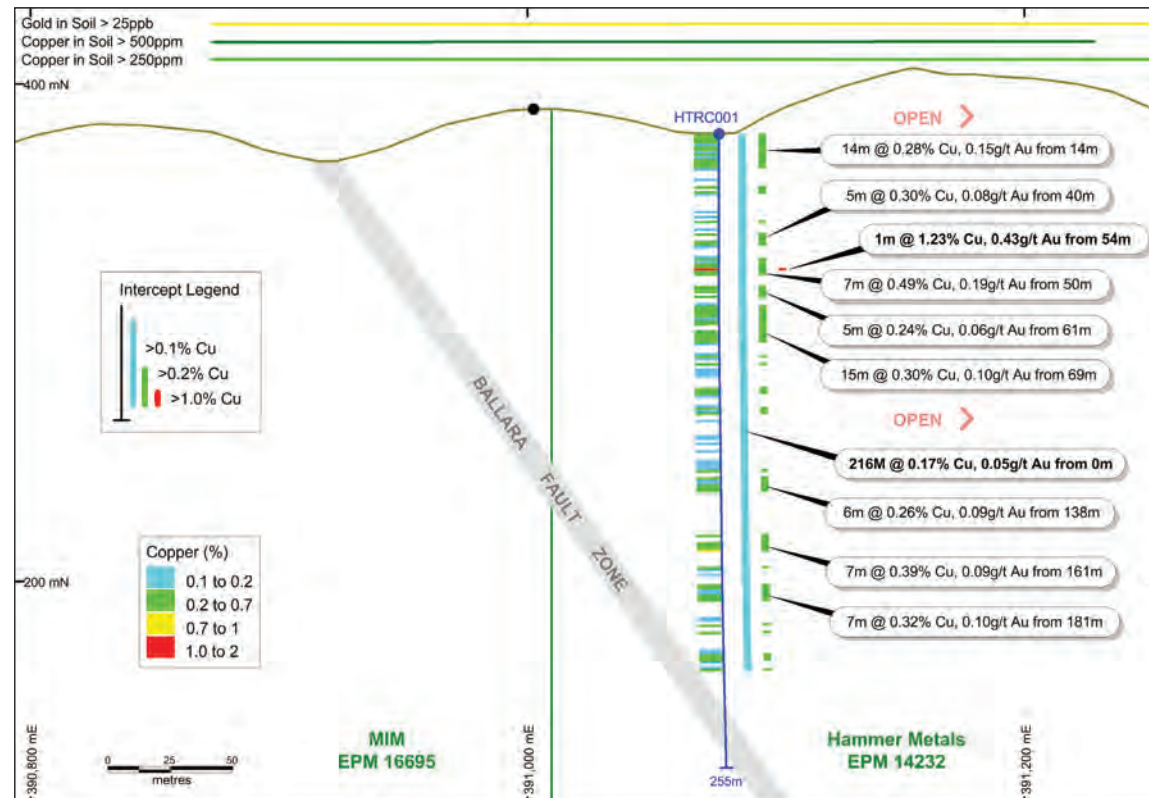 Gold in Soil > 25ppb
Copper in Soil > 500ppm
Copper in Soil > 250ppm
400 mN
HTRC001
OPEN
14m @ 0.28% Cu, 0.15g/t Au from 14m
5m @ 0.30% Cu, 0.08g/t Au from 40m
1m @ 1.23% Cu, 0.43g/t Au from 54m
7m @ 0.49% Cu, 0.19g/t Au from 50m
5m @ 0.24% Cu, 0.06g/t Au from 61m
15m @ 0.30% Cu, 0.10g/t Au from 69m
OPEN
216M @ 0.17% Cu, 0.05g/t Au from 0m
6m @ 0.26% Cu, 0.09g/t Au from 138m
7m @ 0.39% Cu, 0.09g/t Au from 161m
7m @ 0.32% Cu, 0.10g/t Au from 181m
Intercept Legend
>0.1% Cu
>0.2% Cu
>1.0% Cu
BALLARA FAULT ZONE
Copper (%)
0.1 to 0.2
0.2 to 0.7
0.7 to 1
1.0 to 2
200 mN
390,800 mE
391,000 mE
391,200 mE
0 25 50
metres
MIM
EPM 16695
Hammer Metals
EPM 14232
255m